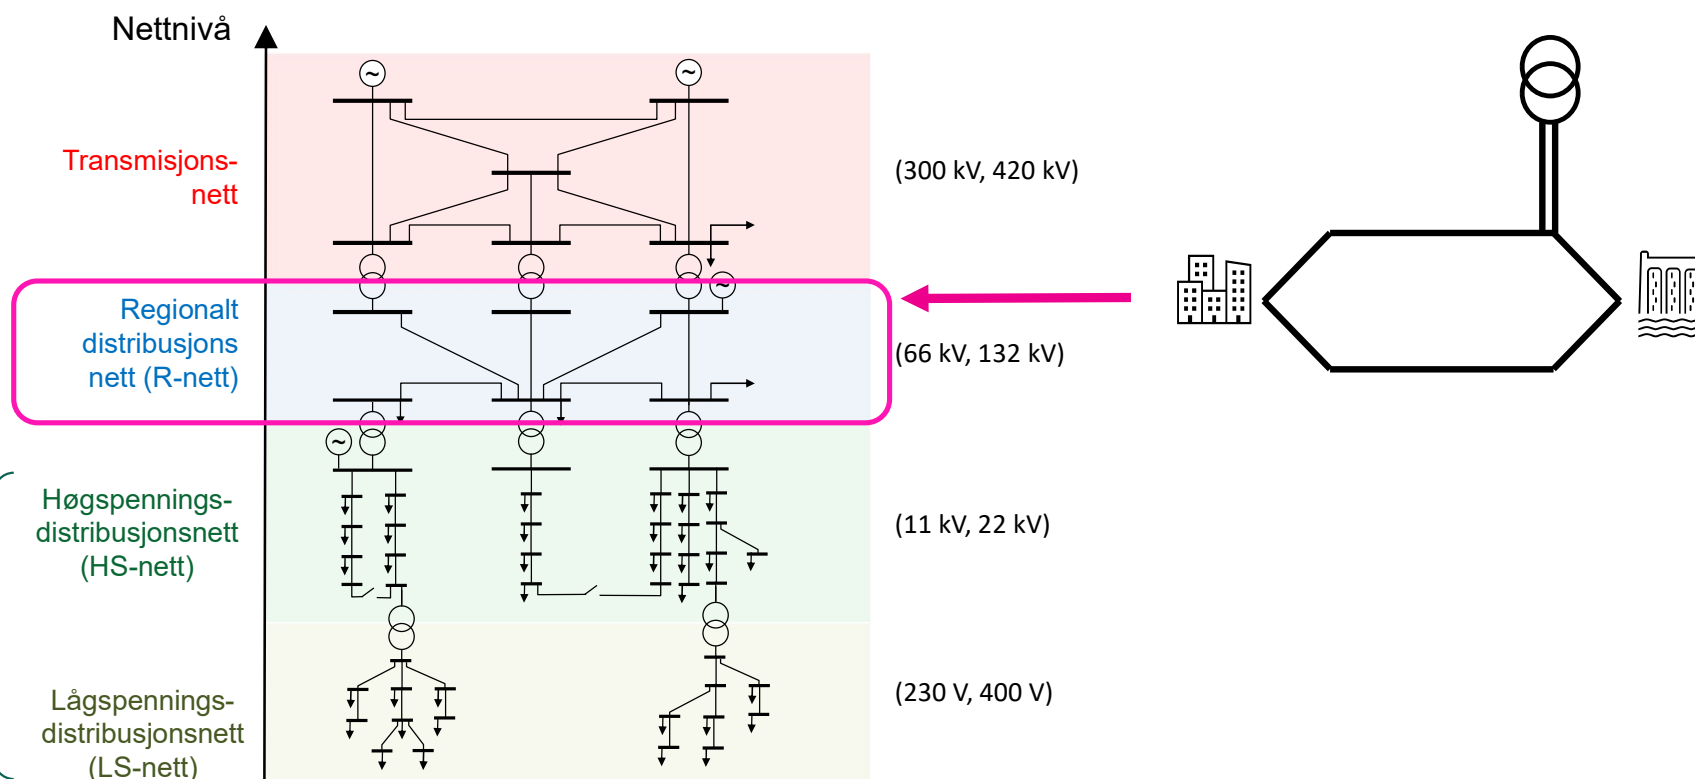 Nettnivå
Transmisjons-
nett
(300 kV, 420 kV)
Regionalt
distribusjons
nett (R-nett)
(66 kV, 132 kV)
Høgspennings-
distribusjonsnett
(HS-nett)
(11 kV, 22 kV)
Lågspennings-
distribusjonsnett
(LS-nett)
(230 V, 400 V)